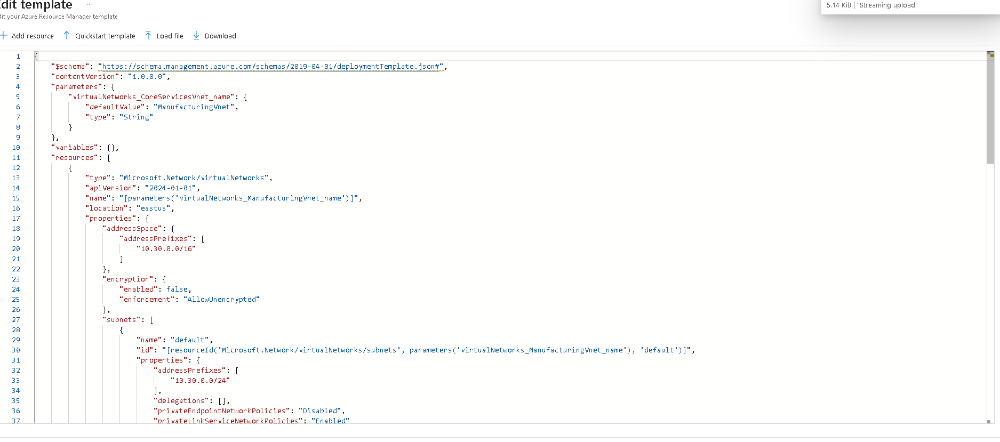 dit template ...
dit your Azure Resource Manager template
5.14 KiB | "Streaming upload"
Add resource Quickstart template Load file Download
1 {
2 "$schema": "https://schema.management.azure.com/schemas/2019-04-01/deploymentTemplate.json#",
3 "contentVersion": "1.0.0.0",
4 "parameters": {
5 "virtualNetworks_CoreServicesVnet_name": {
6 "defaultValue": "ManufacturingVnet",
7 "type": "String"
8 }
9 },
10 "variables": {},
11 "resources": [
12 {
13 "type": "Microsoft.Network/virtualNetworks",
14 "apiVersion": "2024-01-01",
15 "name": "[parameters('virtualNetworks_ManufacturingVnet_name')]",
16 "location": "eastus",
17 "properties": {
18 "addressSpace": {
19 "addressPrefixes": [
20 "10.30.0.0/16"
21 ]
22 },
23 "encryption": {
24 "enabled": false,
25 "enforcement": "AllowUnencrypted"
26 },
27 "subnets": [
28 {
29 "name": "default",
30 "id": "[resourceId('Microsoft.Network/virtualNetworks/subnets', parameters('virtualNetworks_ManufacturingVnet_name'), 'default')]",
31 "properties": {
32 "addressPrefixes": [
33 "10.30.0.0/24"
34 ],
35 "delegations": [],
36 "privateEndpointNetworkPolicies": "Disabled",
37 "privateLinkServiceNetworkPolicies": "Enabled"